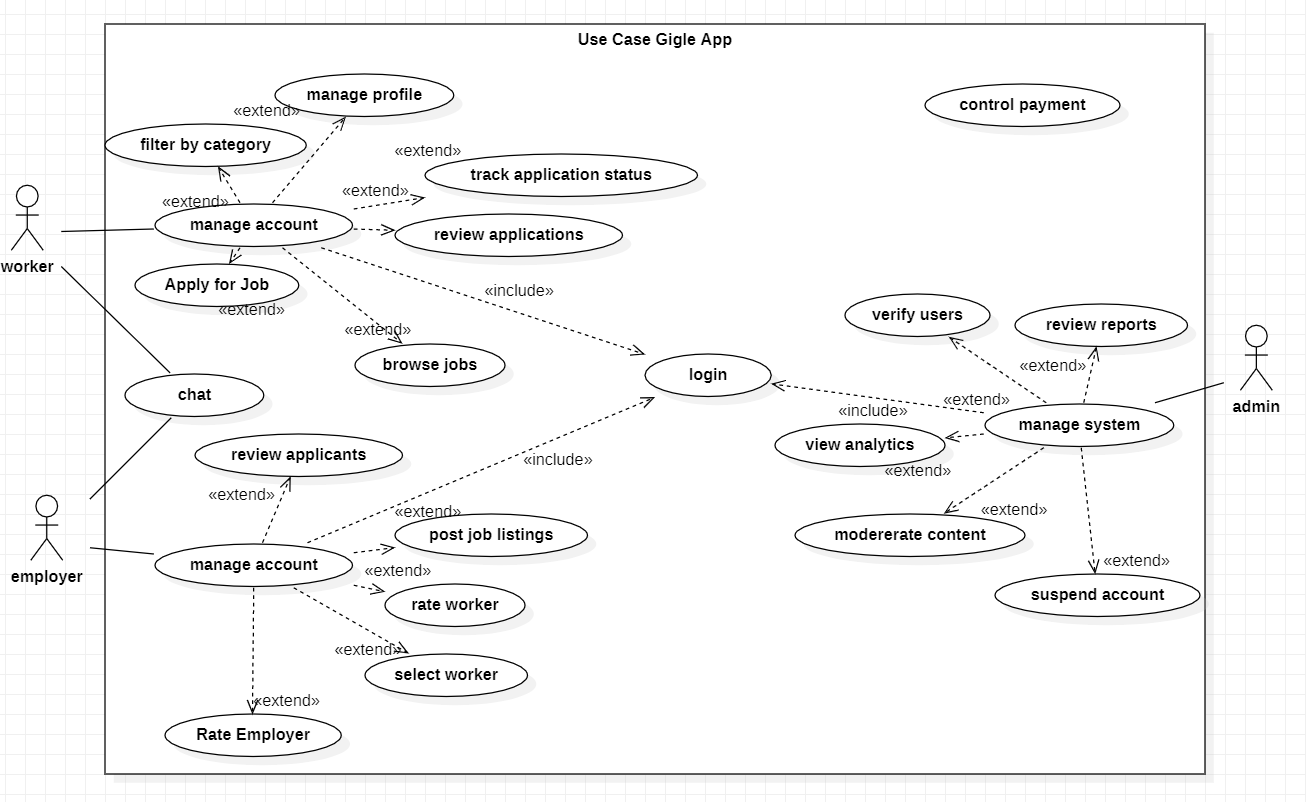 Use Case Gigle App
manage profile
control payment
«extend»
filter by category
«extend»
track application status
«extend»
«extend»
manage account
review applications
worker
Apply for Job
«include»
«extend»
verify users
review reports
«extend»
browse jobs
«extend»
login
chat
«extend»
admin
«include»
manage system
view analytics
review applicants
«include»
«extend»
«extend»
«extend»
«extend»
post job listings
modererate content
manage account
«extend»
«extend»
employer
suspend account
rate worker
«extend»
select worker
«extend»
Rate Employer